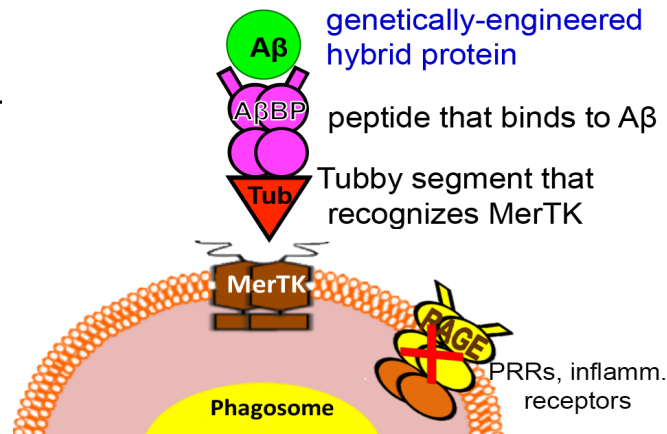 genetically-engineered
hybrid protein
Aβ
AβBP
peptide that binds to Aβ
Tub
Tubby segment that
recognizes MerTK
MerTK
RAGE
PRRs, inflamm.
receptors
Phagosome